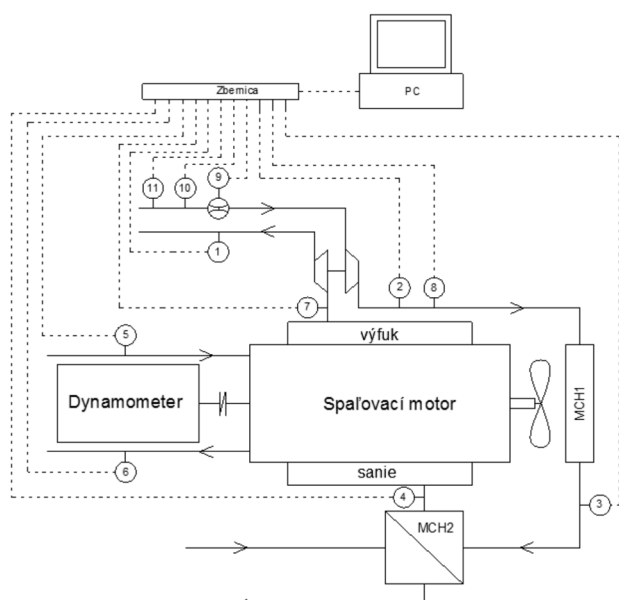 Zbernica
PC
9
11
10
1
2
8
7
5
výfuk
Dynamometer
Spaľovací motor
MCH1
6
sanie
4
MCH2
3